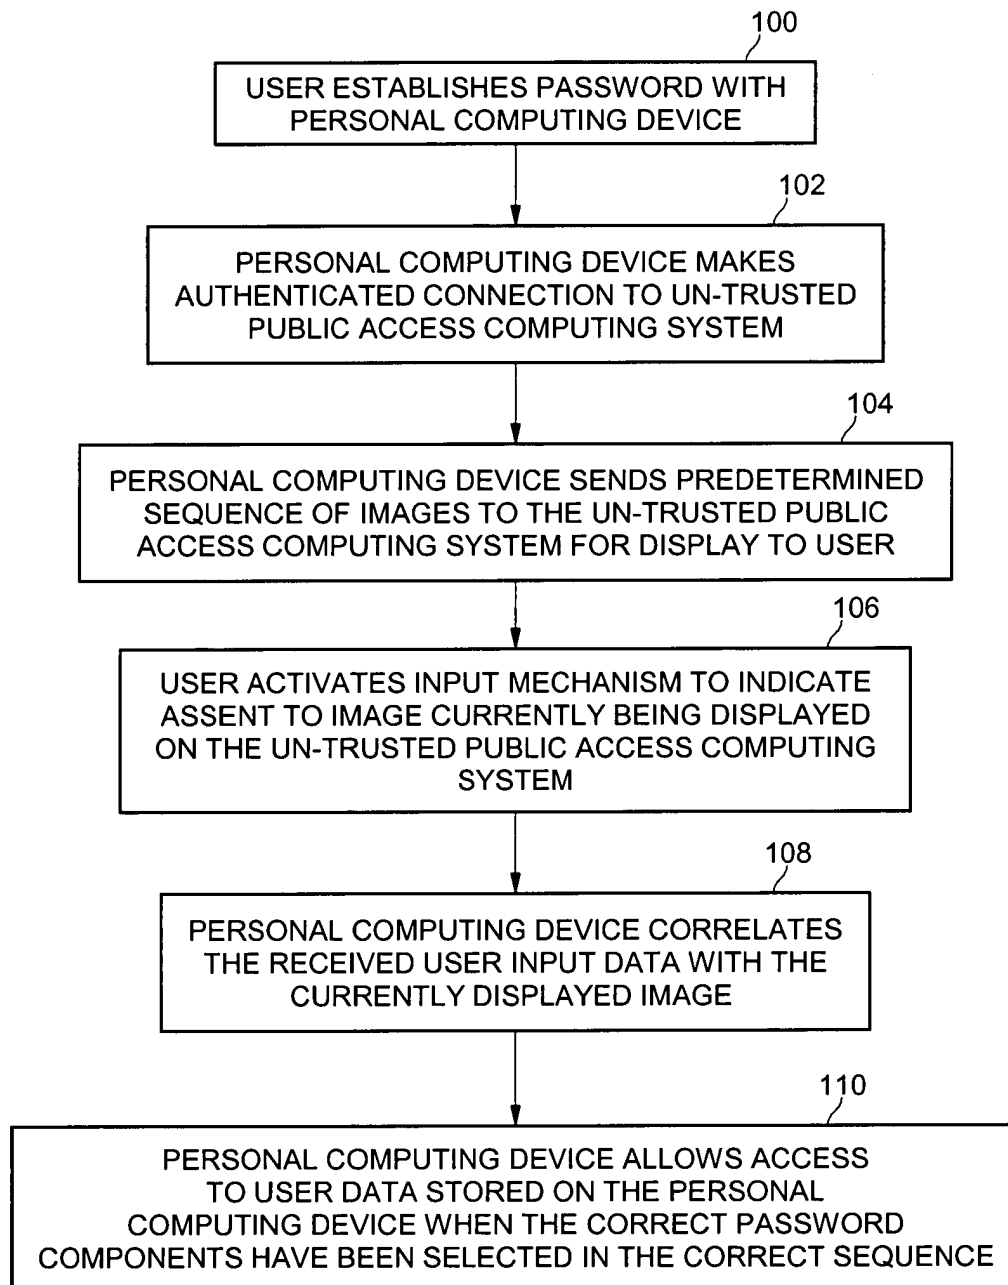 100
USER ESTABLISHES PASSWORD WITH
PERSONAL COMPUTING DEVICE
102
PERSONAL COMPUTING DEVICE MAKES
AUTHENTICATED CONNECTION TO UN-TRUSTED
PUBLIC ACCESS COMPUTING SYSTEM
104
PERSONAL COMPUTING DEVICE SENDS PREDETERMINED
SEQUENCE OF IMAGES TO THE UN-TRUSTED PUBLIC
ACCESS COMPUTING SYSTEM FOR DISPLAY TO USER
106
USER ACTIVATES INPUT MECHANISM TO INDICATE
ASSENT TO IMAGE CURRENTLY BEING DISPLAYED
ON THE UN-TRUSTED PUBLIC ACCESS COMPUTING
SYSTEM
108
PERSONAL COMPUTING DEVICE CORRELATES
THE RECEIVED USER INPUT DATA WITH THE
CURRENTLY DISPLAYED IMAGE
110
PERSONAL COMPUTING DEVICE ALLOWS ACCESS
TO USER DATA STORED ON THE PERSONAL
COMPUTING DEVICE WHEN THE CORRECT PASSWORD
COMPONENTS HAVE BEEN SELECTED IN THE CORRECT SEQUENCE